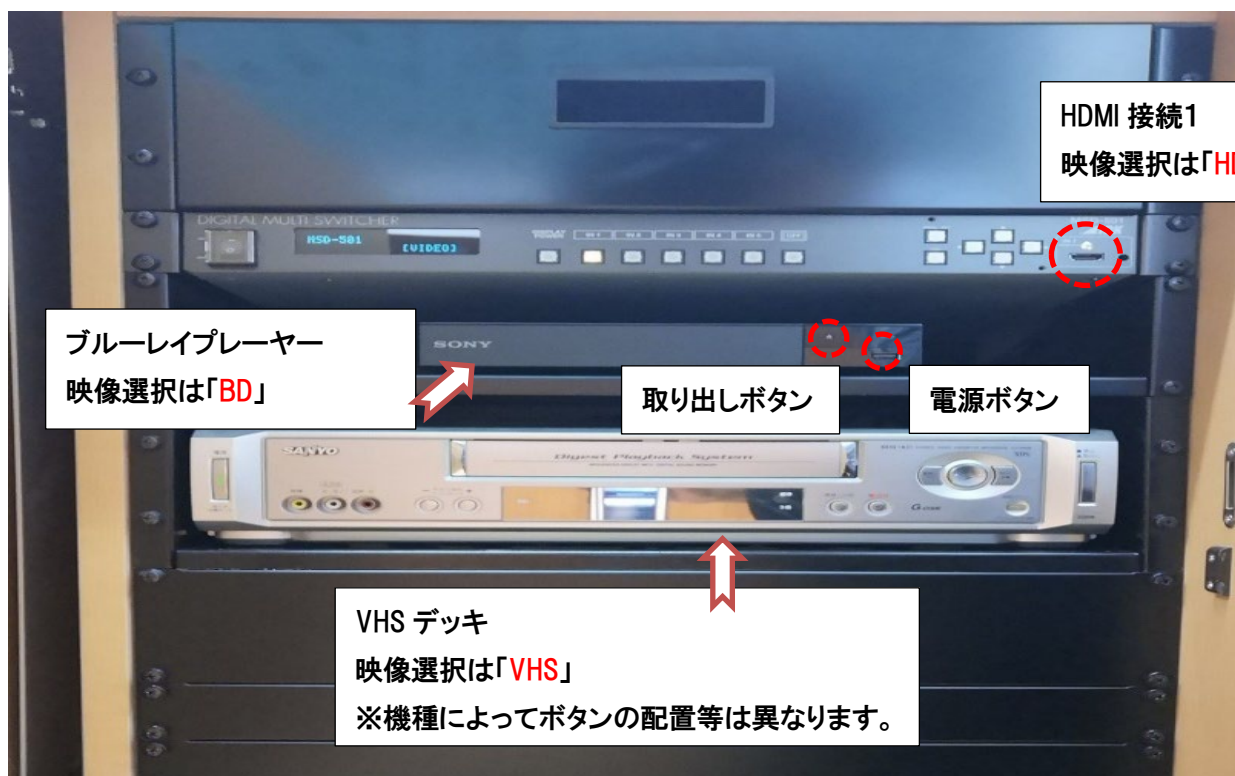 HDMI 接続1
映像選択は「HD
DIGITAL MULTI SWITCHER
MSD-501
[VIDEO]
ブルーレイプレーヤー
映像選択は「BD」
SONY
取り出しボタン
電源ボタン
SANYO
Digest Playback System
VHS デッキ
映像選択は「VHS」
※機種によってボタンの配置等は異なります。